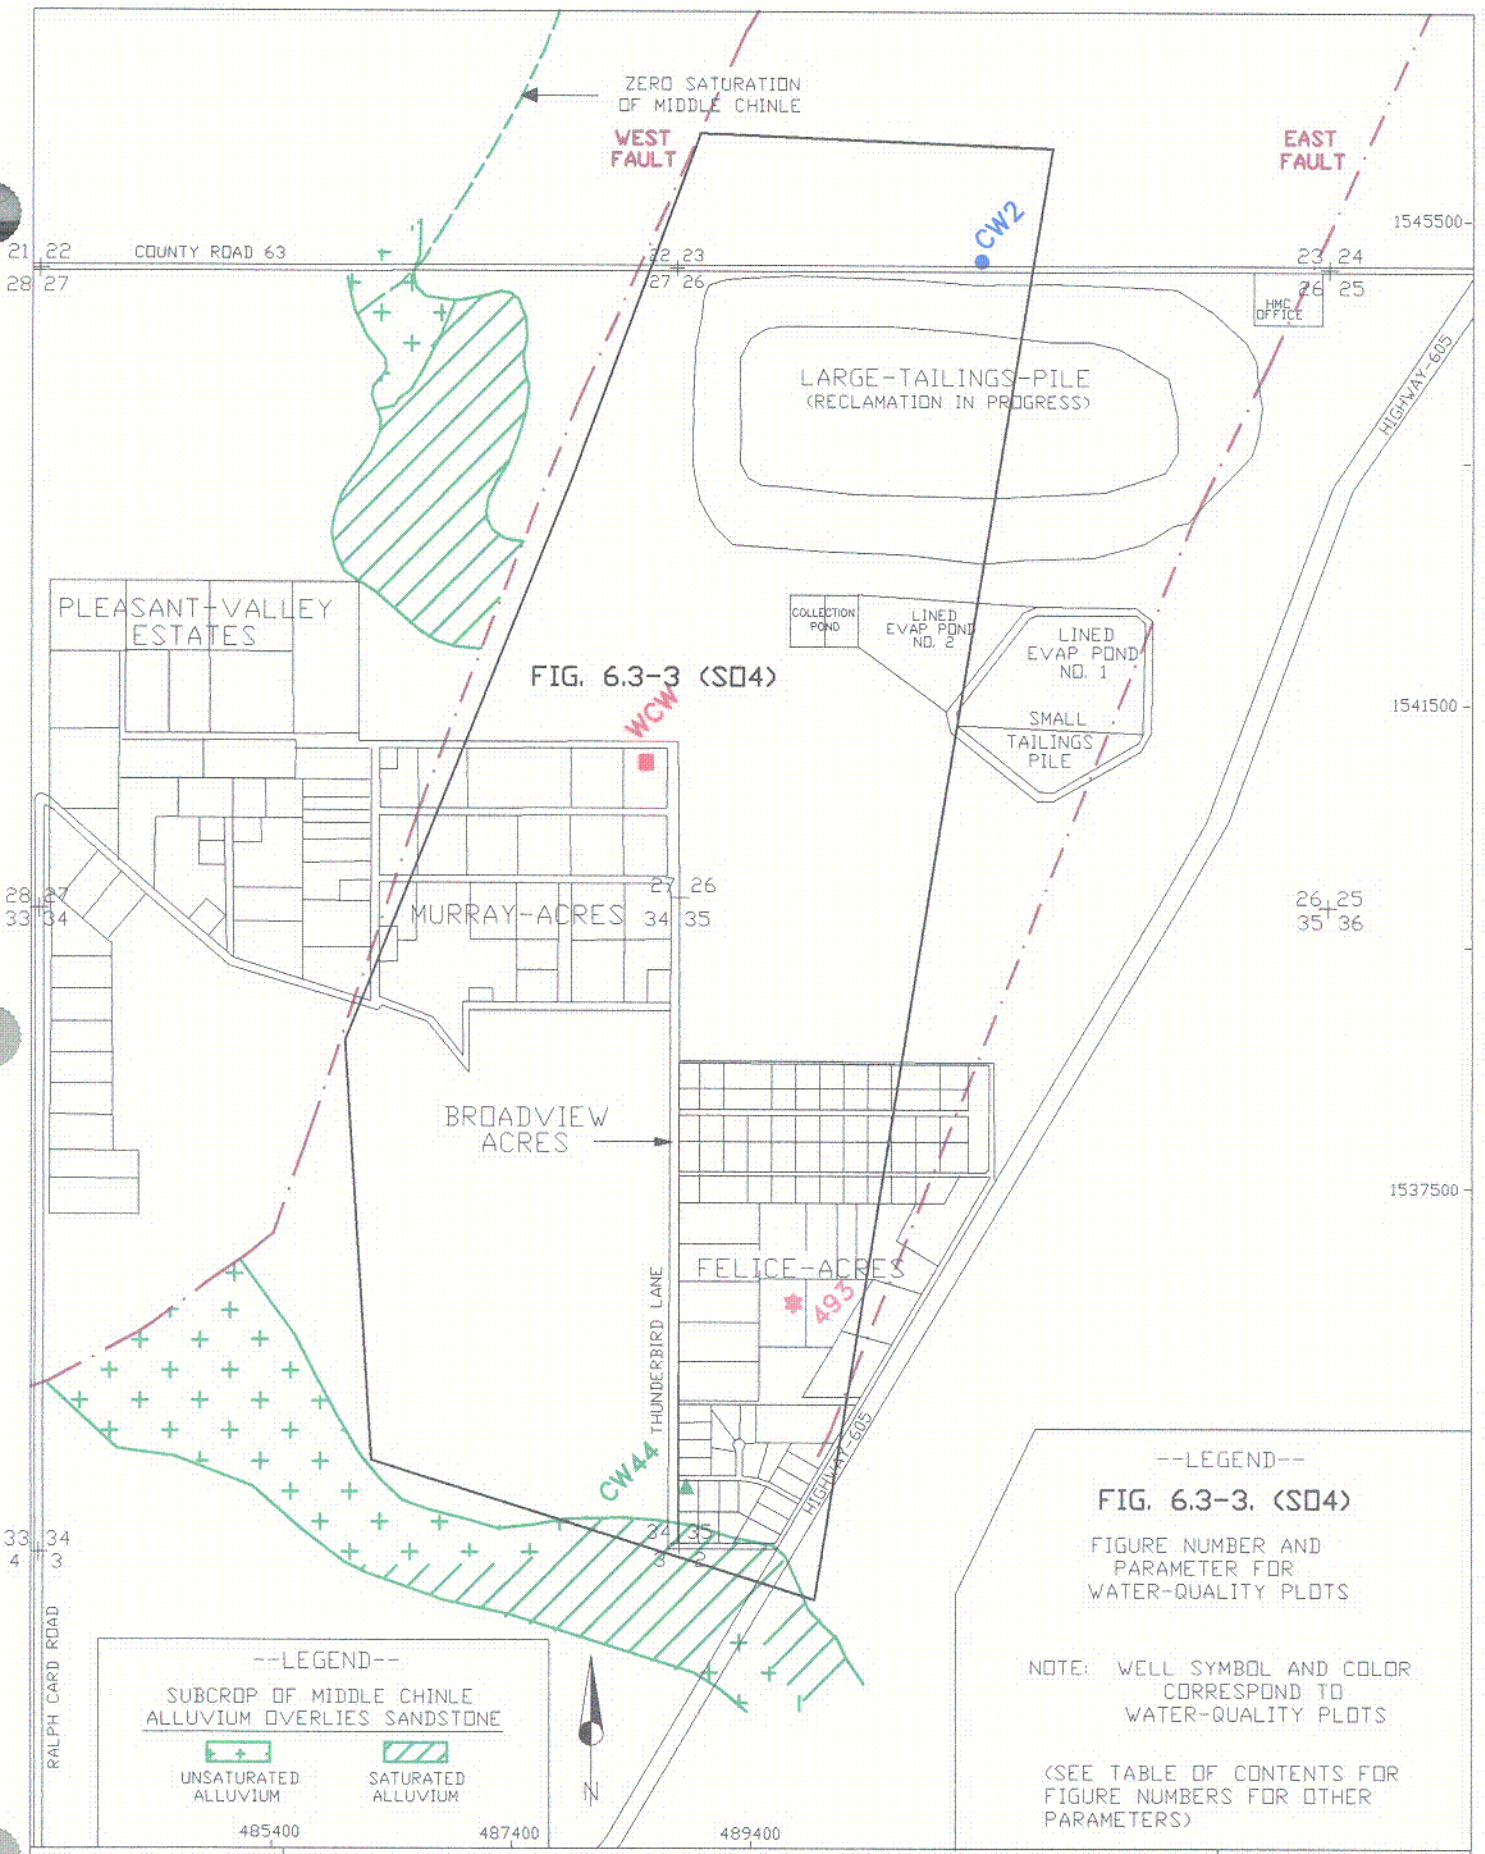 ZERO SATURATION
OF MIDDLE CHINLE
WEST
FAULT
EAST
FAULT
CW2
1545500
21 22
COUNTY ROAD 63
22 23
23 24
28 27
27 26
26 25
HMC
OFFICE
HIGHWAY-605
LARGE-TAILINGS-PILE
(RECLAMATION IN PROGRESS)
PLEASANT-VALLEY
ESTATES
COLLECTION
POND
LINED
EVAP POND
NO. 2
LINED
EVAP POND
NO. 1
FIG. 6.3-3 (SO4)
WCW
1541500
SMALL
TAILINGS
PILE
28 27
33 34
27 26
34 35
MURRAY-ACRES
26 25
35 36
BROADVIEW
ACRES
1537500
FELICE-ACRES
493
THUNDERBIRD LANE
CW44
HIGHWAY-605
33 34
4 3
34 35
3 2
RALPH CARD ROAD
--LEGEND--
SUBCROP OF MIDDLE CHINLE
ALLUVIUM OVERLIES SANDSTONE
UNSATURATED
ALLUVIUM
SATURATED
ALLUVIUM
N
--LEGEND--
FIG. 6.3-3. (SO4)
FIGURE NUMBER AND
PARAMETER FOR
WATER-QUALITY PLOTS
NOTE: WELL SYMBOL AND COLOR
CORRESPOND TO
WATER-QUALITY PLOTS
(SEE TABLE OF CONTENTS FOR
FIGURE NUMBERS FOR OTHER
PARAMETERS)
485400
487400
489400